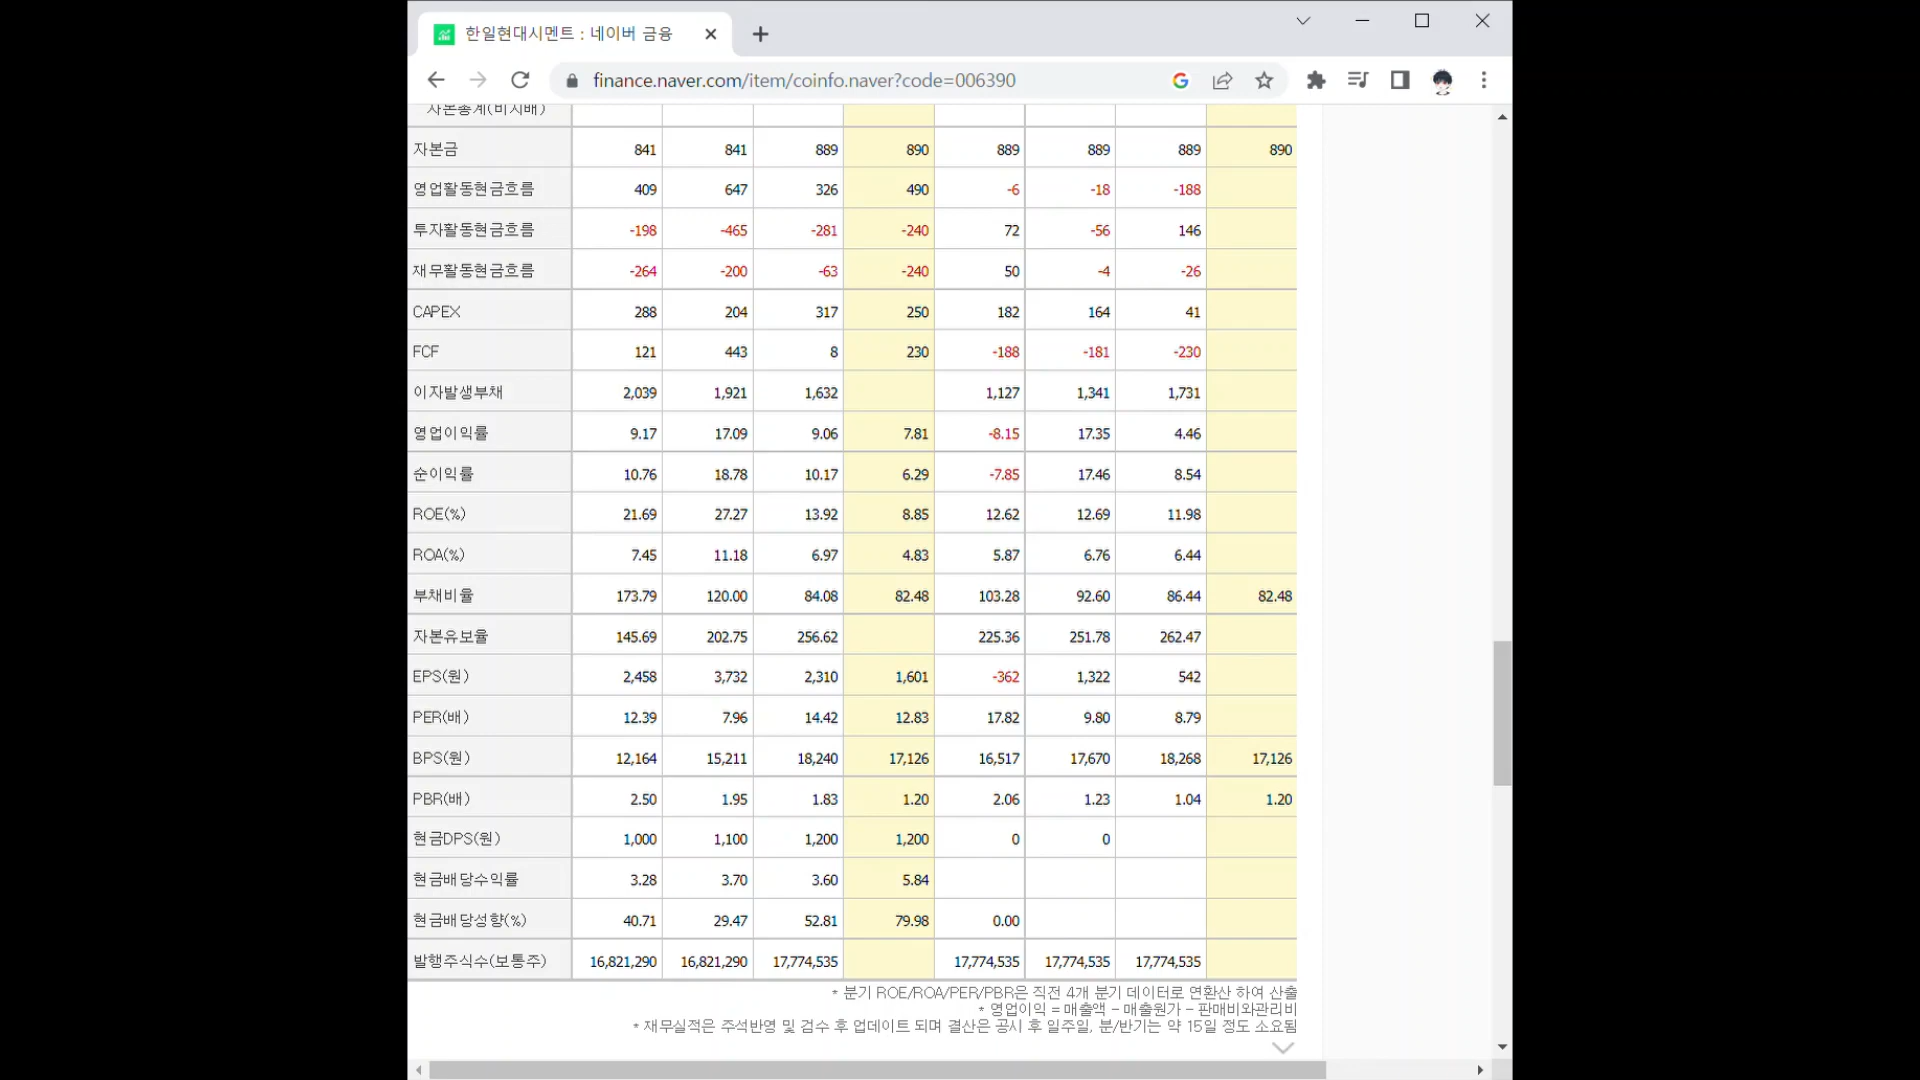 한일현대시멘트 : 네이버 금융
finance.naver.com/item/coinfo.naver?code=006390
자본총계(비지배)
자본금 841 841 889 890 889 889 889 890
영업활동현금흐름 409 647 326 490 -6 -18 -188
투자활동현금흐름 -198 -465 -281 -240 72 -56 146
재무활동현금흐름 -264 -200 -63 -240 50 -4 -26
CAPEX 288 204 317 250 182 164 41
FCF 121 443 8 230 -188 -181 -230
이자발생부채 2,039 1,921 1,632 1,127 1,341 1,731
영업이익률 9.17 17.09 9.06 7.81 -8.15 17.35 4.46
순이익률 10.76 18.78 10.17 6.29 -7.85 17.46 8.54
ROE(%) 21.69 27.27 13.92 8.85 12.62 12.69 11.98
ROA(%) 7.45 11.18 6.97 4.83 5.87 6.76 6.44
부채비율 173.79 120.00 84.08 82.48 103.28 92.60 86.44 82.48
자본유보율 145.69 202.75 256.62 225.36 251.78 262.47
EPS(원) 2,458 3,732 2,310 1,601 -362 1,322 542
PER(배) 12.39 7.96 14.42 12.83 17.82 9.80 8.79
BPS(원) 12,164 15,211 18,240 17,126 16,517 17,670 18,268 17,126
PBR(배) 2.50 1.95 1.83 1.20 2.06 1.23 1.04 1.20
현금DPS(원) 1,000 1,100 1,200 1,200 0 0
현금배당수익률 3.28 3.70 3.60 5.84
현금배당성향(%) 40.71 29.47 52.81 79.98 0.00
발행주식수(보통주) 16,821,290 16,821,290 17,774,535 17,774,535 17,774,535 17,774,535
* 분기 ROE/ROA/PER/PBR은 직전 4개 분기 데이터로 연환산 하여 산출
* 영업이익 = 매출액 - 매출원가 - 판매비와관리비
* 재무실적은 주석반영 및 검수 후 업데이트 되며 결산은 공시 후 일주일, 분/반기는 약 15일 정도 소요됨